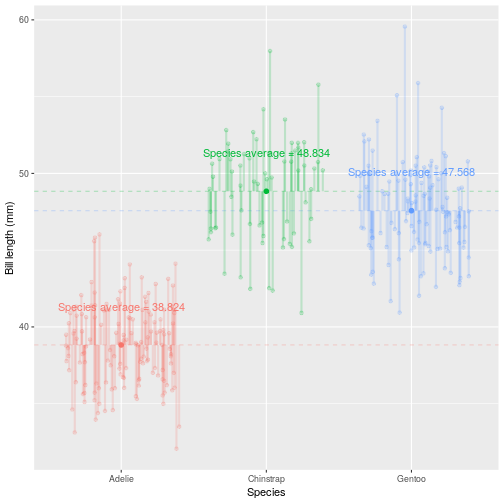 60
Species average = 48.834
Species average = 47.568
50
Species average = 38.824
40
Bill length (mm)
Adelie
Chinstrap
Gentoo
Species